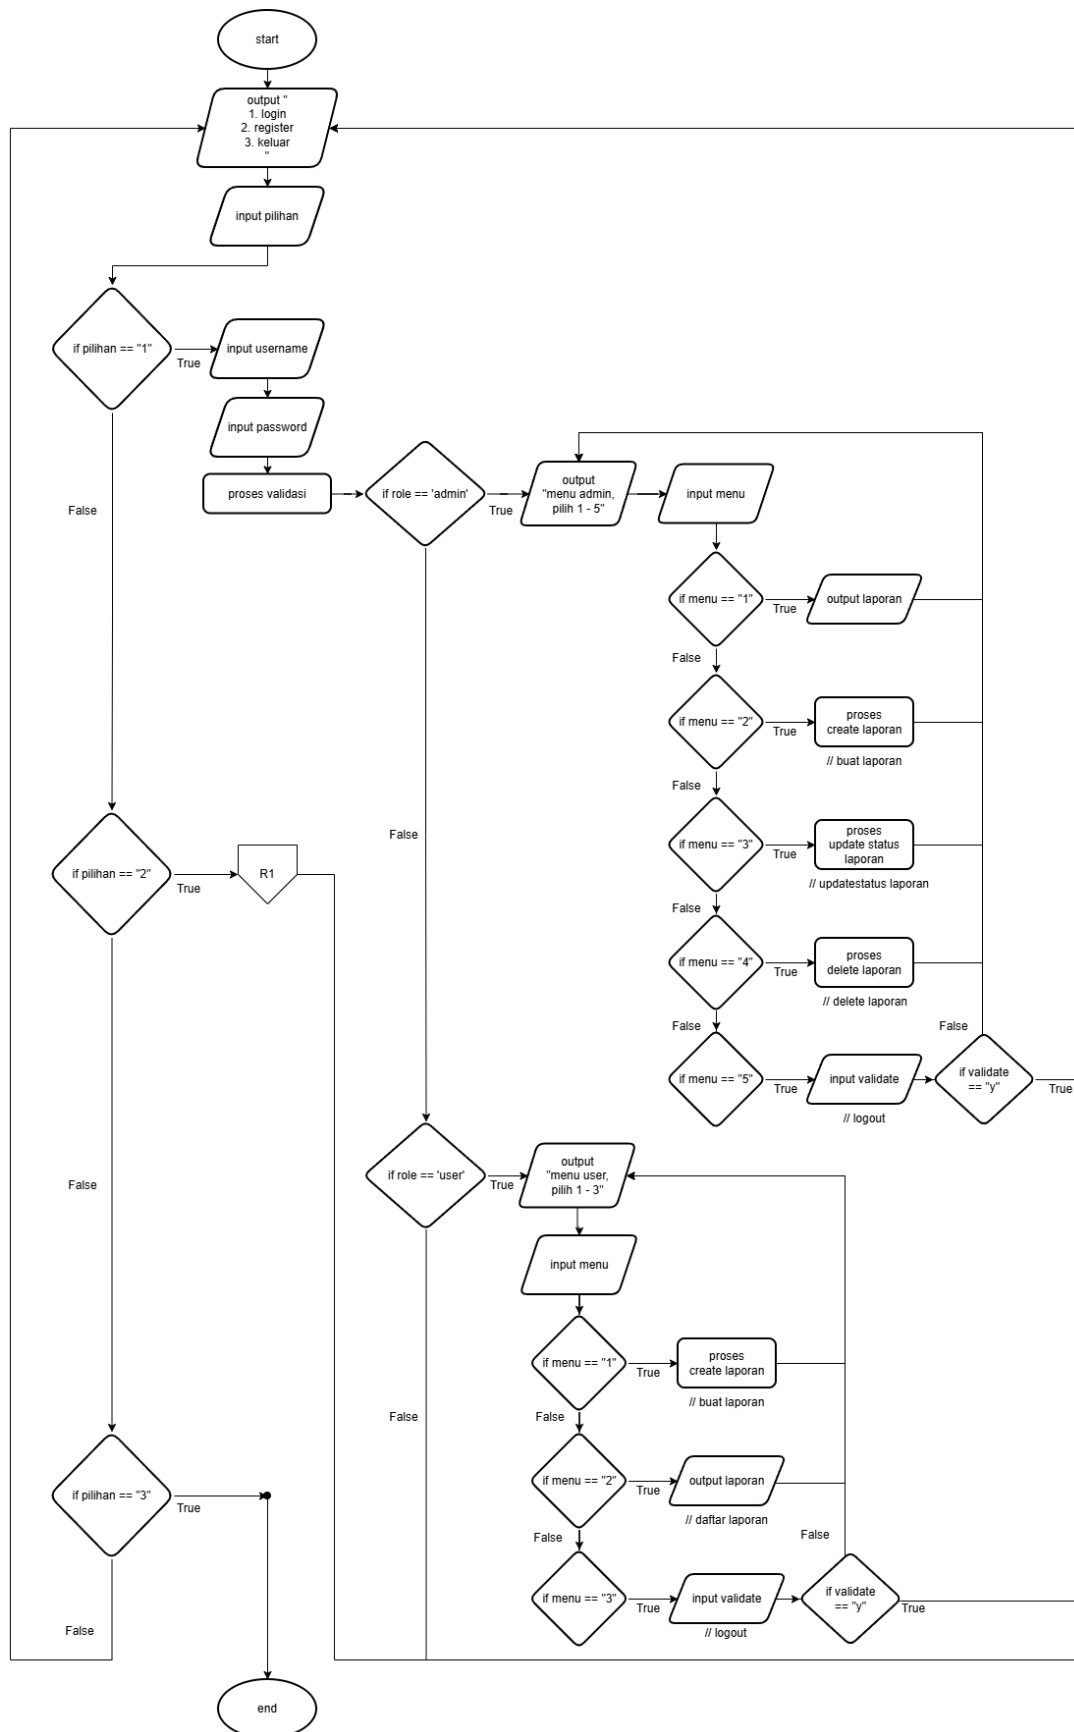 start
output "
1. login
2. register
3. keluar
"
input pilihan
if pilihan == "1"
True
False
input username
input password
proses validasi
if role == 'admin'
True
False
output
"menu admin,
pilih 1 - 5"
input menu
if menu == "1"
True
output laporan
False
if menu == "2"
True
proses
create laporan
// buat laporan
False
if menu == "3"
True
proses
update status
laporan
// updatestatus laporan
False
if menu == "4"
True
proses
delete laporan
// delete laporan
False
if menu == "5"
True
input validate
// logout
False
if validate
== "y"
True
if pilihan == "2"
True
R1
False
if role == 'user'
True
False
output
"menu user,
pilih 1 - 3"
input menu
if menu == "1"
True
proses
create laporan
// buat laporan
False
if menu == "2"
True
output laporan
// daftar laporan
False
if menu == "3"
True
input validate
// logout
False
if validate
== "y"
True
if pilihan == "3"
True
False
end